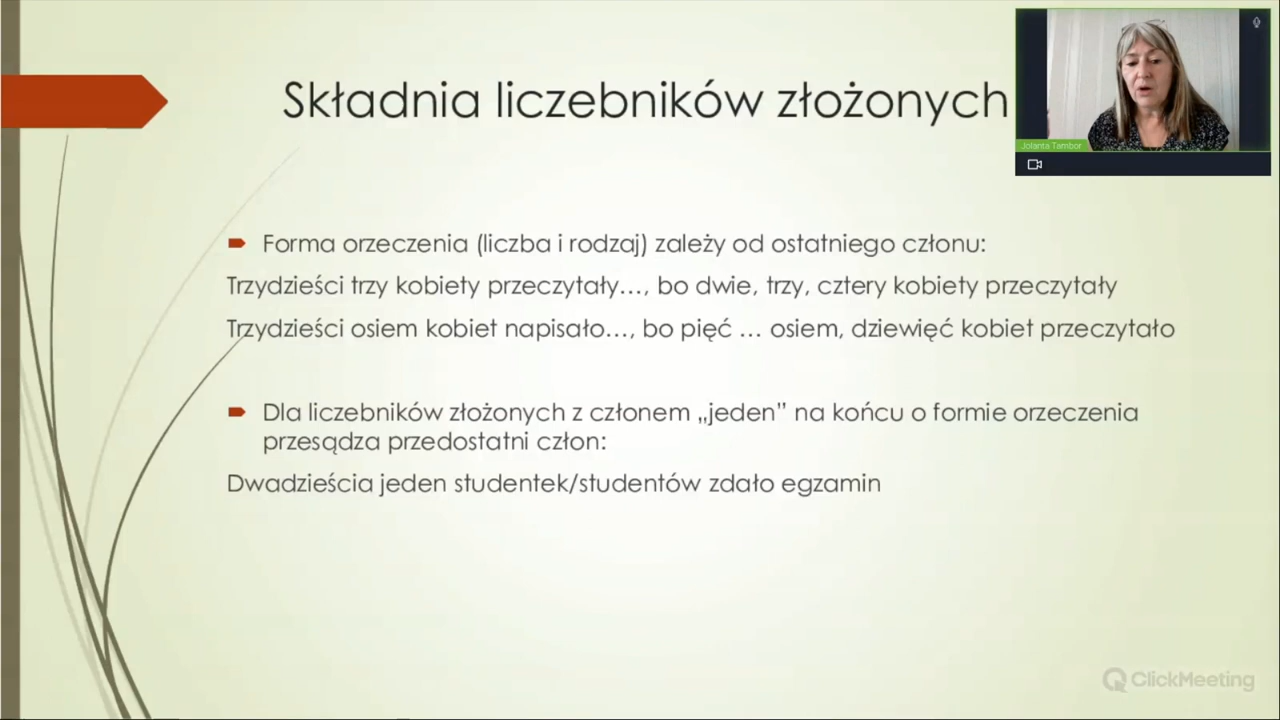 Składnia liczebników złożonych
Jolanta Tambor
Forma orzeczenia (liczba i rodzaj) zależy od ostatniego członu:
Trzydzieści trzy kobiety przeczytały…, bo dwie, trzy, cztery kobiety przeczytały
Trzydzieści osiem kobiet napisało…, bo pięć … osiem, dziewięć kobiet przeczytało
Dla liczebników złożonych z członem „jeden” na końcu o formie orzeczenia
przesądza przedostatni człon:
Dwadzieścia jeden studentek/studentów zdało egzamin
ClickMeeting